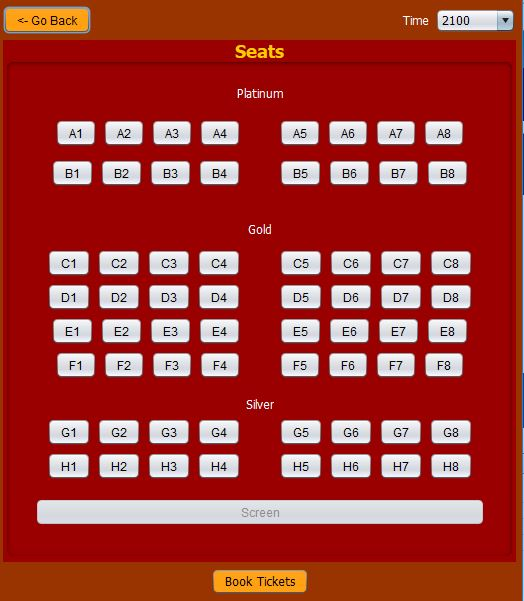 <- Go Back Time 2100
Seats
Platinum
A1 A2 A3 A4 A5 A6 A7 A8
B1 B2 B3 B4 B5 B6 B7 B8
Gold
C1 C2 C3 C4 C5 C6 C7 C8
D1 D2 D3 D4 D5 D6 D7 D8
E1 E2 E3 E4 E5 E6 E7 E8
F1 F2 F3 F4 F5 F6 F7 F8
Silver
G1 G2 G3 G4 G5 G6 G7 G8
H1 H2 H3 H4 H5 H6 H7 H8
Screen
Book Tickets